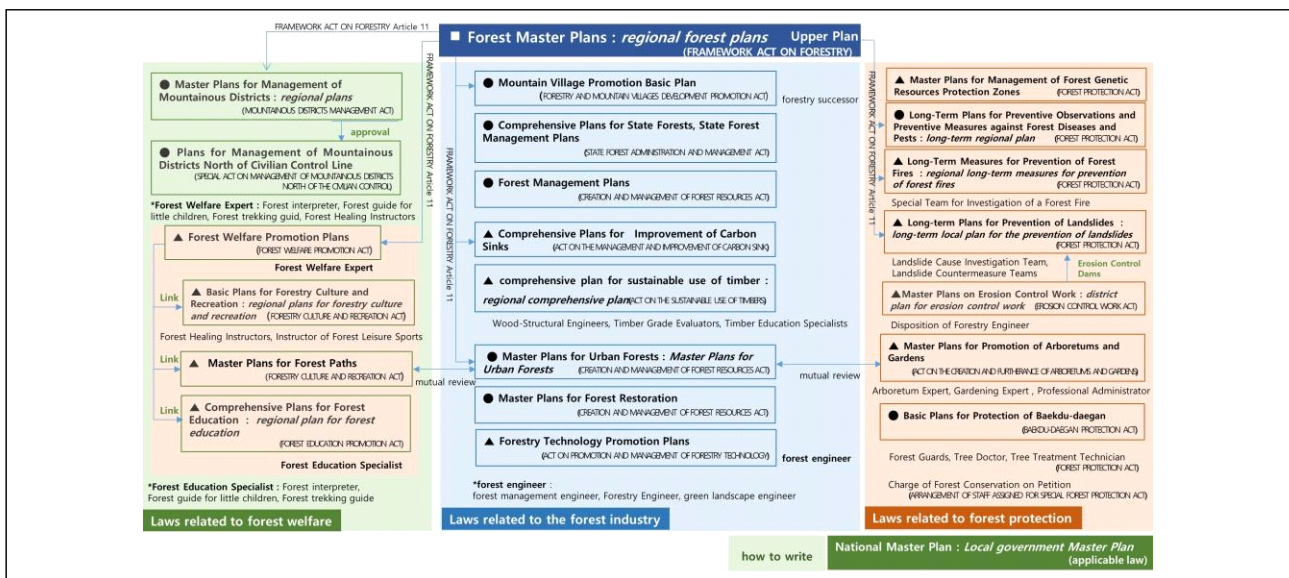 FRAMEWORK ACT ON FORESTRY Article 11
■ Forest Master Plans : regional forest plans Upper Plan
(FRAMEWORK ACT ON FORESTRY)
● Master Plans for Management of
Mountainous Districts : regional plans
(MOUNTAINOUS DISTRICTS MANAGEMENT ACT)
approval
● Plans for Management of Mountainous
Districts North of Civilian Control Line
(SPECIAL ACT ON MANAGEMENT OF MOUNTAINOUS DISTRICTS
NORTH OF THE CIVILIAN CONTROL)
*Forest Welfare Expert : Forest interpreter, Forest guide for
little children, Forest trekking guid, Forest Healing Instructors
▲ Forest Welfare Promotion Plans
(FOREST WELFARE PROMOTION ACT)
Forest Welfare Expert
Link
▲ Basic Plans for Forestry Culture and
Recreation : regional plans for forestry culture
and recreation (FORESTRY CULTURE AND RECREATION ACT)
Forest Healing Instructors, Instructor of Forest Leisure Sports
Link
▲ Master Plans for Forest Paths
(FORESTRY CULTURE AND RECREATION ACT)
mutual review
Link
▲ Comprehensive Plans for Forest
Education : regional plan for forest
education
(FOREST EDUCATION PROMOTION ACT)
Forest Education Specialist
*Forest Education Specialist : Forest interpreter,
Forest guide for little children, Forest trekking guide
Laws related to forest welfare
FRAMEWORK ACT ON FORESTRY Article 11
FRAMEWORK ACT ON FORESTRY Article 11
● Mountain Village Promotion Basic Plan
(FORESTRY AND MOUNTAIN VILLAGES DEVELOPMENT PROMOTION ACT)
forestry successor
● Comprehensive Plans for State Forests, State Forest
Management Plans
(STATE FOREST ADMINISTRATION AND MANAGEMENT ACT)
● Forest Management Plans
(CREATION AND MANAGEMENT OF FOREST RESOURCES ACT)
▲ Comprehensive Plans for Improvement of Carbon
Sinks (ACT ON THE MANAGEMENT AND IMPROVEMENT OF CARBON SINK)
▲ comprehensive plan for sustainable use of timber :
regional comprehensive plan(ACT ON THE SUSTAINABLE USE OF TIMBERS)
Wood-Structural Engineers, Timber Grade Evaluators, Timber Education Specialists
● Master Plans for Urban Forests : Master Plans for
Urban Forests (CREATION AND MANAGEMENT OF FOREST RESOURCES ACT)
mutual review
● Master Plans for Forest Restoration
(CREATION AND MANAGEMENT OF FOREST RESOURCES ACT)
▲ Forestry Technology Promotion Plans
(ACT ON PROMOTION AND MANAGEMENT OF FORESTRY TECHNOLOGY)
forest engineer
*forest engineer :
forest management engineer, Forestry Engineer, green landscape engineer
Laws related to the forest industry
FRAMEWORK ACT ON FORESTRY Article 11
▲ Master Plans for Management of Forest Genetic
Resources Protection Zones (FOREST PROTECTION ACT)
● Long-Term Plans for Preventive Observations and
Preventive Measures against Forest Diseases and
Pests : long-term regional plan (FOREST PROTECTION ACT)
▲ Long-Term Measures for Prevention of Forest
Fires : regional long-term measures for prevention
of forest fires (FOREST PROTECTION ACT)
Special Team for Investigation of a Forest Fire
▲ Long-term Plans for Prevention of Landslides :
long-term local plan for the prevention of landslides
(FOREST PROTECTION ACT)
Landslide Cause Investigation Team,
Landslide Countermeasure Teams
Erosion Control
Dams
▲Master Plans on Erosion Control Work : district
plan for erosion control work (EROSION CONTROL WORK ACT)
Disposition of Forestry Engineer
▲ Master Plans for Promotion of Arboretums and
Gardens
(ACT ON THE CREATION AND FURTHERANCE OF ARBORETUMS AND GARDENS)
Arboretum Expert, Gardening Expert , Professional Administrator
● Basic Plans for Protection of Baekdu-daegan
(BAEKDU-DAEGAN PROTECTION ACT)
Forest Guards, Tree Doctor, Tree Treatment Technician
(FOREST PROTECTION ACT)
Charge of Forest Conservation on Petition
(ARRANGEMENT OF STAFF ASSIGNED FOR SPECIAL FOREST PROTECTION ACT)
Laws related to forest protection
how to write
National Master Plan : Local government Master Plan
(applicable law)